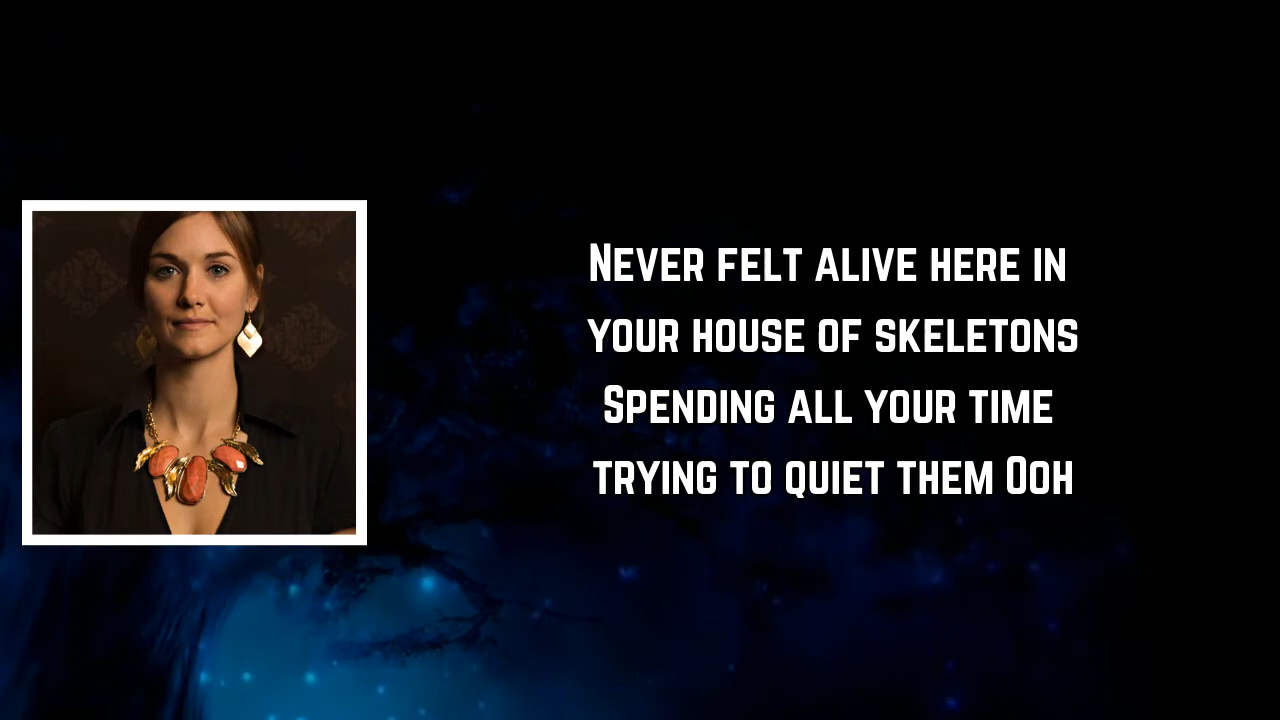 Never felt alive here in
your house of skeletons
Spending all your time
trying to quiet them Ooh